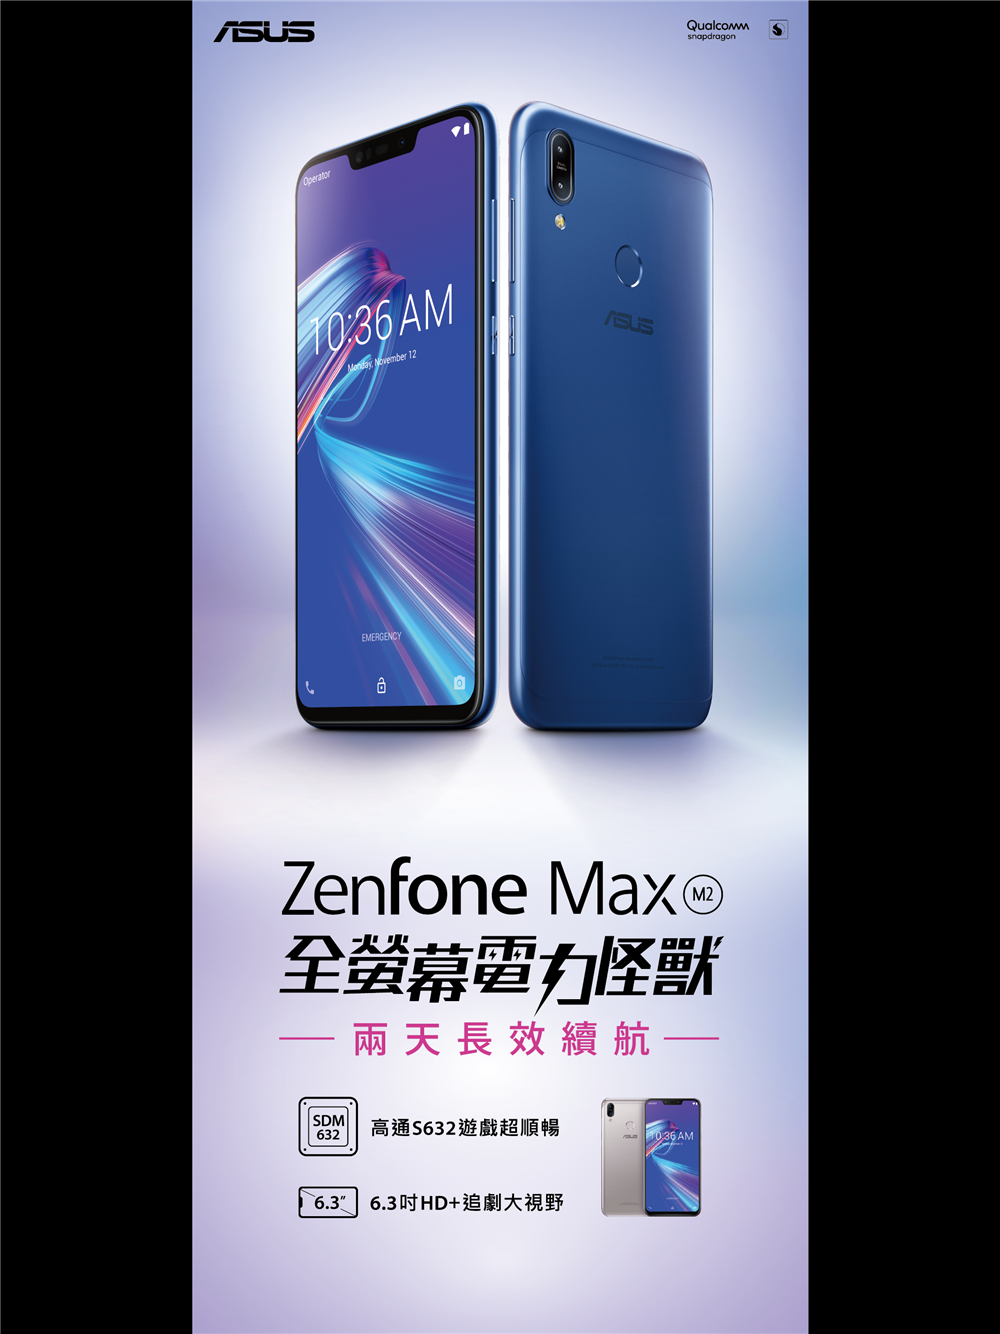 ASUS
Qualcomm
snapdragon
Operator
10:36 AM
Monday, November 12
EMERGENCY
ASUS
Zenfone Max M2
全螢幕電力怪獸
兩天長效續航
SDM
632
高通S632遊戲超順暢
6.3"
6.3吋HD+追劇大視野
ASUS
10:36 AM